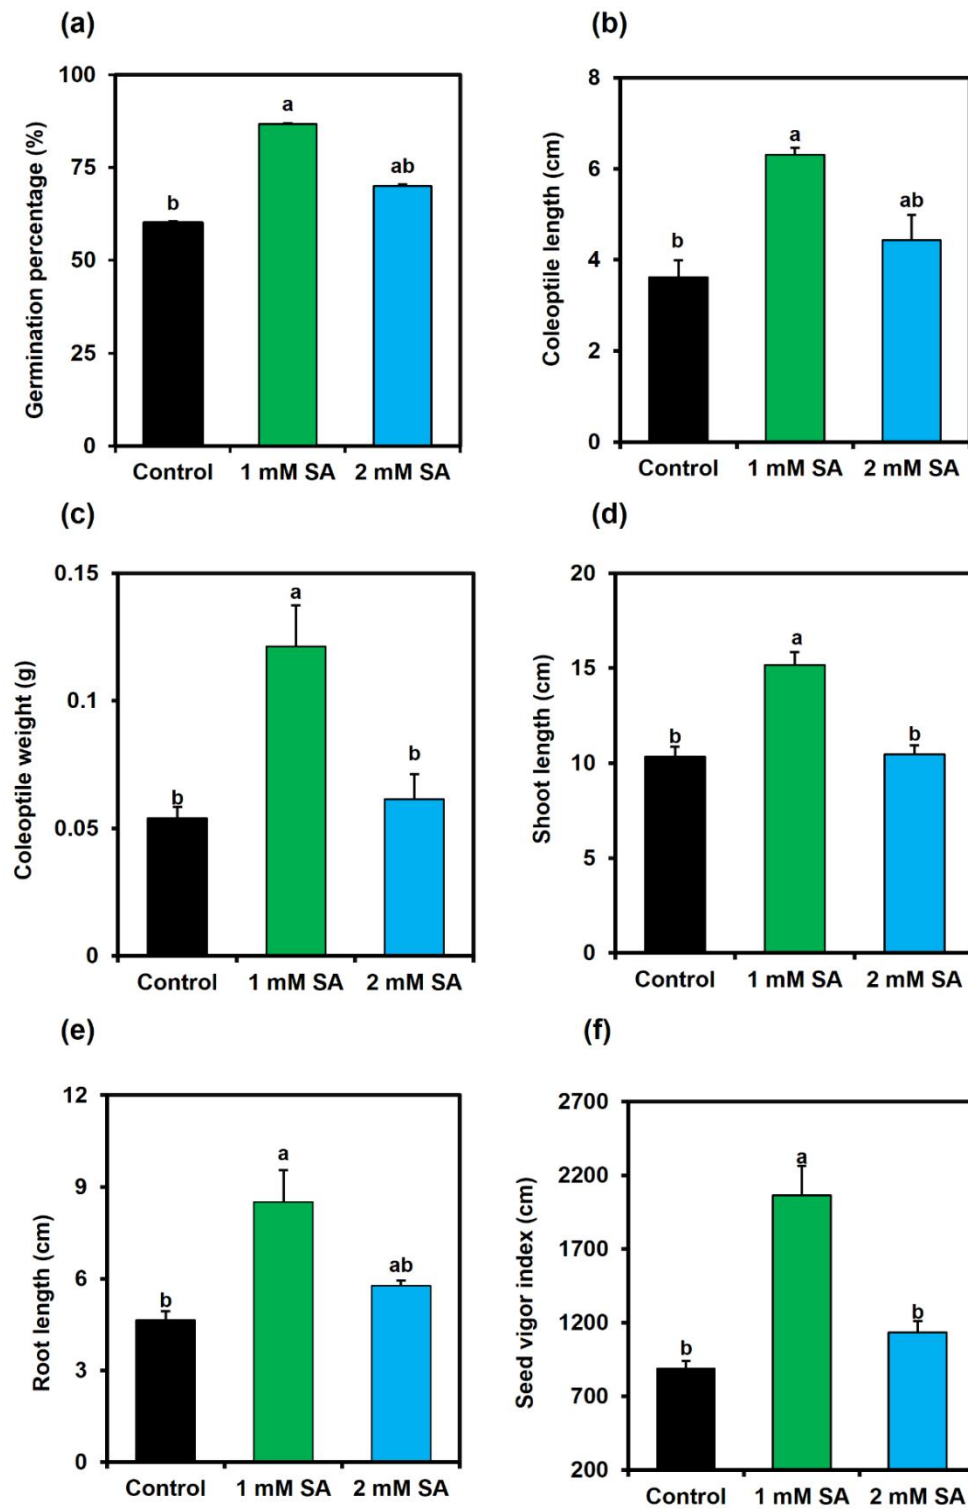 (a)
Germination percentage (%)
100
75
50
25
0
b
a
ab
Control 1 mM SA 2 mM SA
(b)
Coleoptile length (cm)
8
6
4
2
0
b
a
ab
Control 1 mM SA 2 mM SA
(c)
Coleoptile weight (g)
0.15
0.1
0.05
0
b
a
b
Control 1 mM SA 2 mM SA
(d)
Shoot length (cm)
20
15
10
5
0
b
a
b
Control 1 mM SA 2 mM SA
(e)
Root length (cm)
12
9
6
3
0
b
a
ab
Control 1 mM SA 2 mM SA
(f)
Seed vigor index (cm)
2700
2200
1700
1200
700
200
b
a
b
Control 1 mM SA 2 mM SA